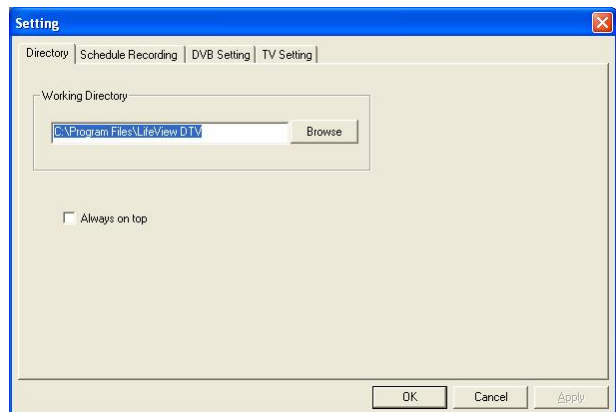 Setting
Directory Schedule Recording DVB Setting TV Setting
Working Directory
C:\Program Files\LifeView DTV Browse
Always on top
OK Cancel Apply